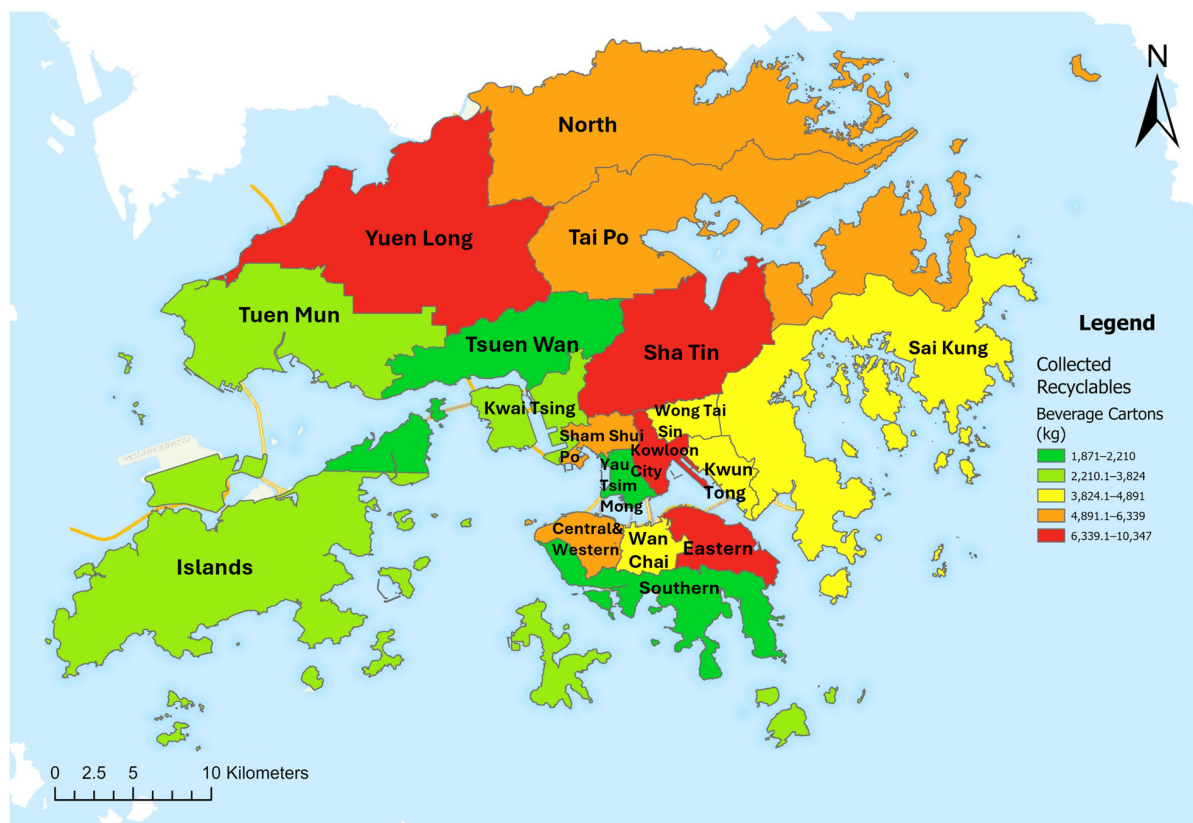 N
North
Yuen Long
Tai Po
Tuen Mun
Tsuen Wan
Sha Tin
Sai Kung
Kwai Tsing
Wong Tai
Sin
Sham Shui
Po
Kowloon
City
Yau
Tsim
Mong
Kwun
Tong
Central&
Western
Wan
Chai
Eastern
Islands
Southern
Legend
Collected
Recyclables
Beverage Cartons
(kg)
1,871–2,210
2,210.1–3,824
3,824.1–4,891
4,891.1–6,339
6,339.1–10,347
0 2.5 5 10 Kilometers